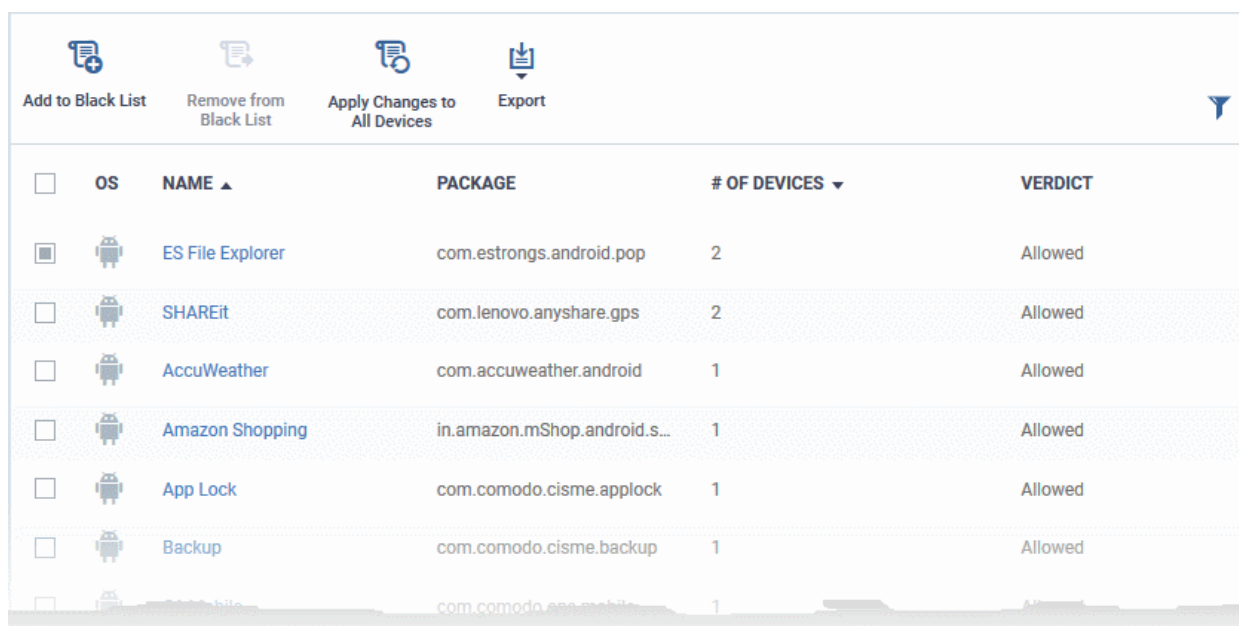 Add to Black List
Remove from
Black List
Apply Changes to
All Devices
Export
OS NAME PACKAGE # OF DEVICES VERDICT
ES File Explorer com.estrongs.android.pop 2 Allowed
SHAREit com.lenovo.anyshare.gps 2 Allowed
AccuWeather com.accuweather.android 1 Allowed
Amazon Shopping in.amazon.mShop.android.s... 1 Allowed
App Lock com.comodo.cisme.applock 1 Allowed
Backup com.comodo.cisme.backup 1 Allowed
1